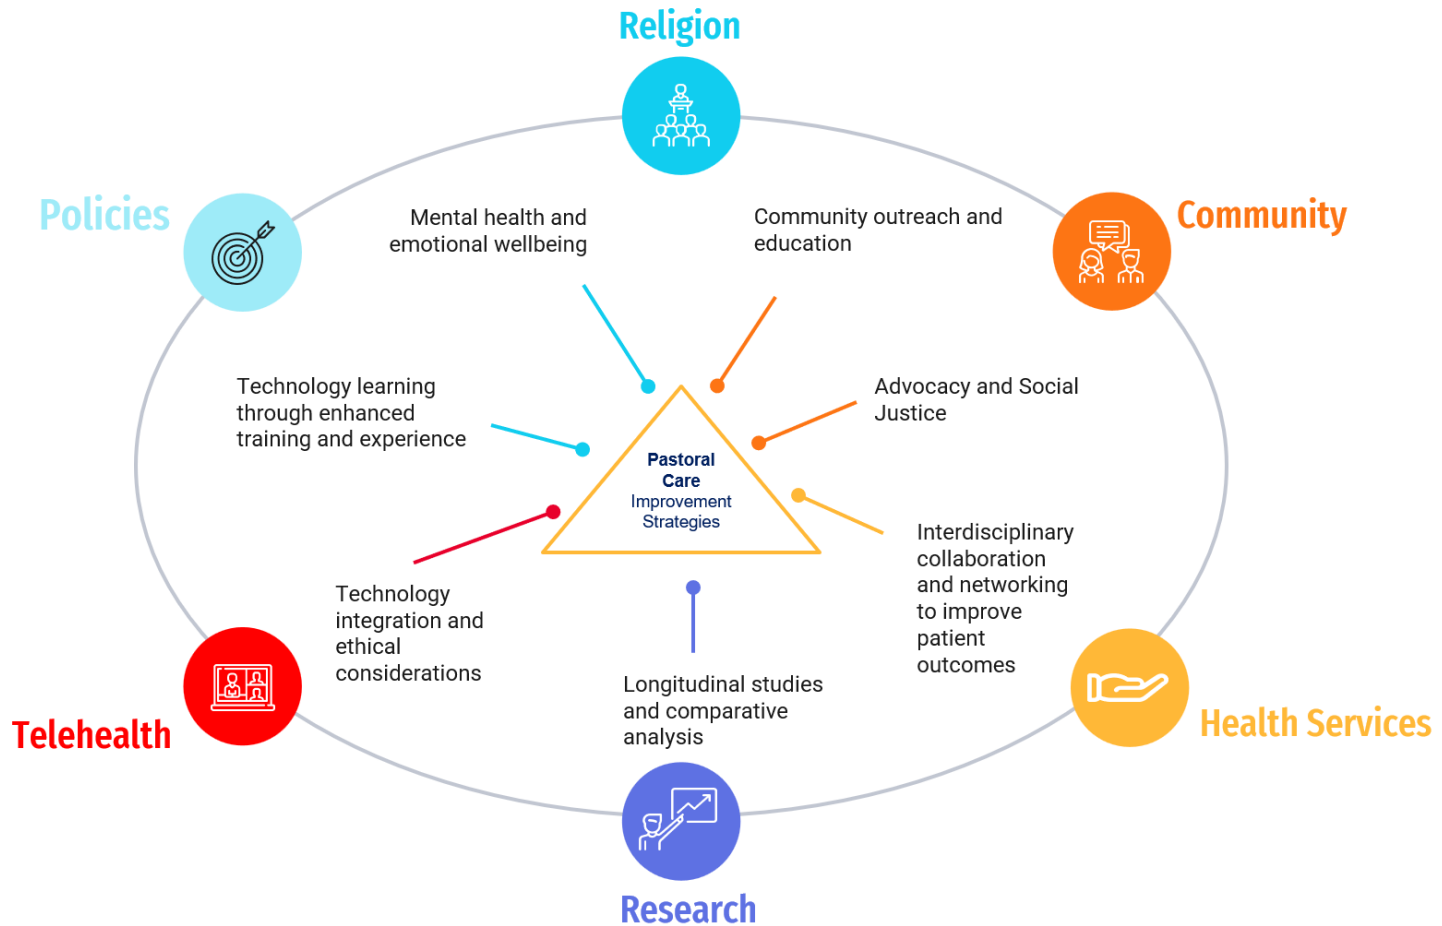 Religion
Policies
Community
Mental health and
emotional wellbeing
Community outreach and
education
Technology learning
through enhanced
training and experience
Advocacy and Social
Justice
Pastoral
Care
Improvement
Strategies
Technology
integration and
ethical
considerations
Interdisciplinary
collaboration
and networking
to improve
patient
outcomes
Longitudinal studies
and comparative
analysis
Telehealth
Health Services
Research